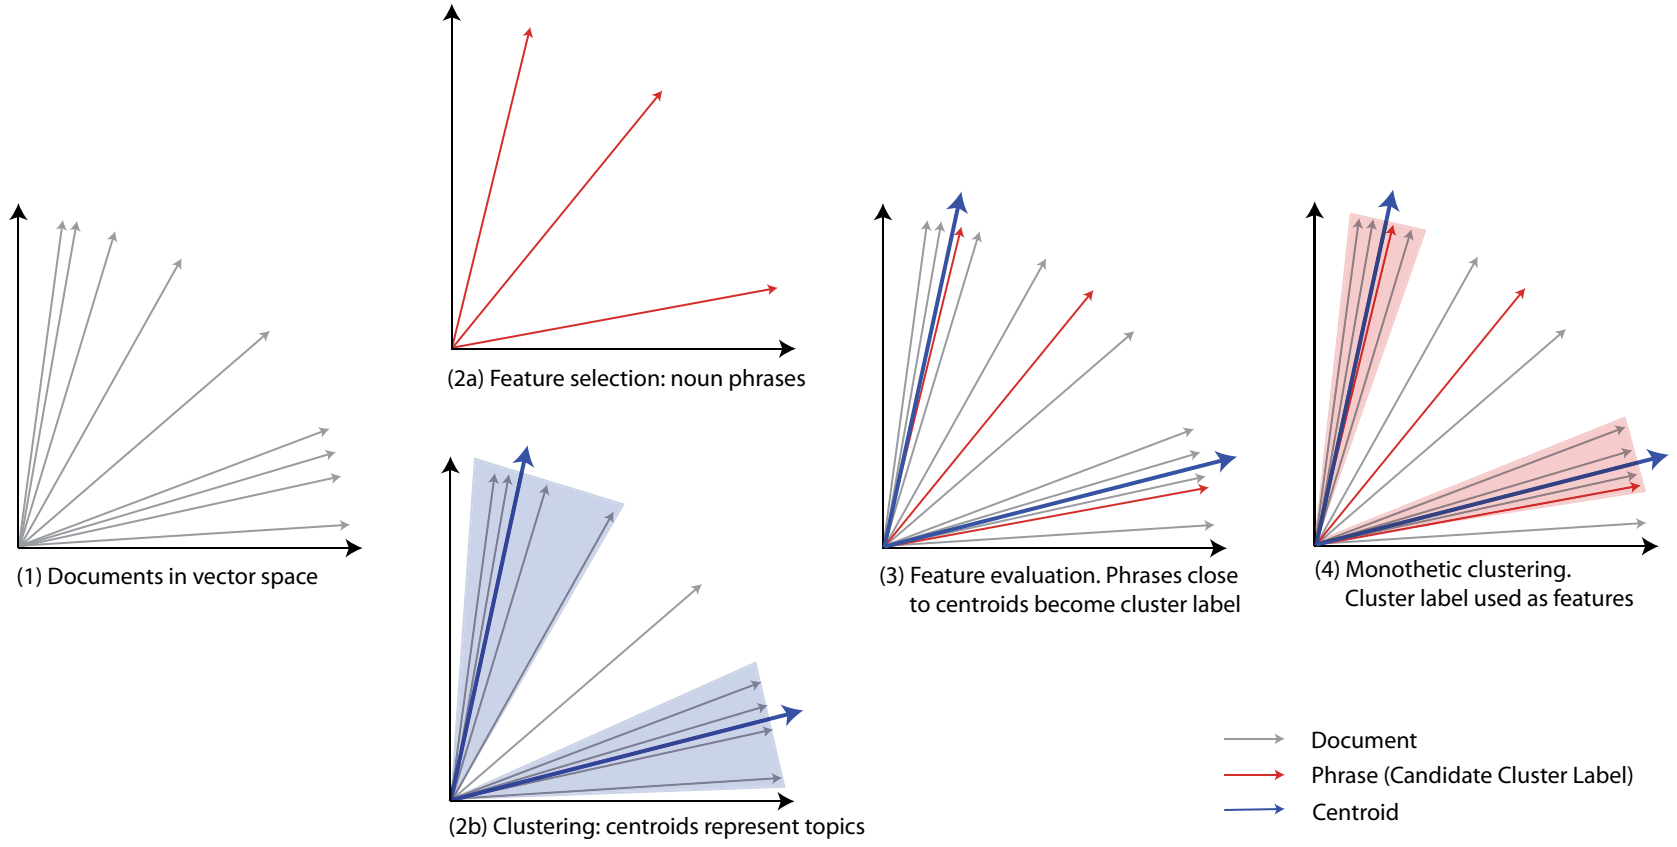 (1) Documents in vector space
(2a) Feature selection: noun phrases
(2b) Clustering: centroids represent topics
(3) Feature evaluation. Phrases close
to centroids become cluster label
(4) Monothetic clustering.
Cluster label used as features
Document
Phrase (Candidate Cluster Label)
Centroid